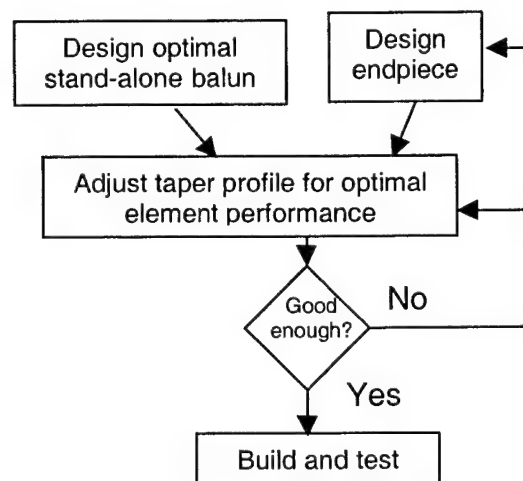 Design optimal
stand-alone balun
Design
endpiece
Adjust taper profile for optimal
element performance
Good
enough?
No
Yes
Build and test